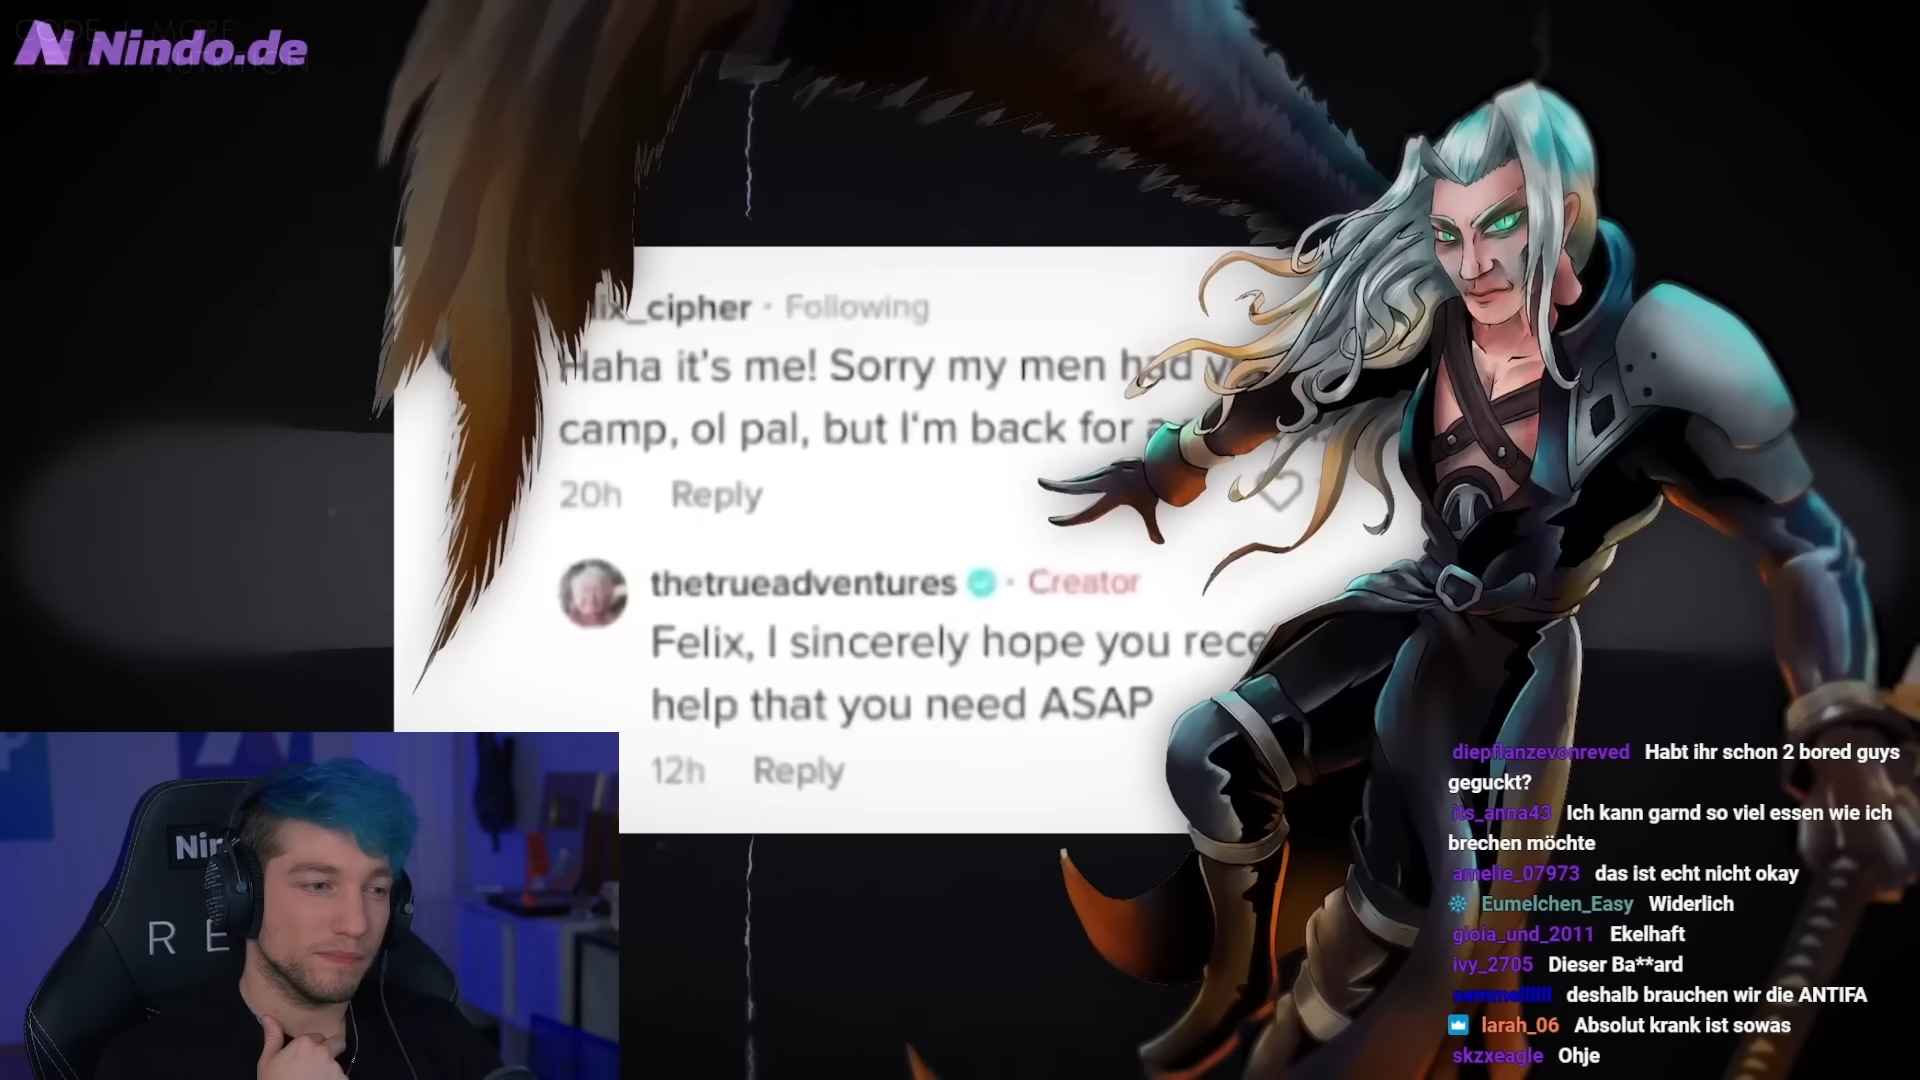 Nindo.de
lix_cipher · Following
Haha it's me! Sorry my men had
camp, ol pal, but I'm back for
20h Reply
thetrueadventures · Creator
Felix, I sincerely hope you rece
help that you need ASAP
12h Reply
Nin
R E
diepflanzevonreved Habt ihr schon 2 bored guys
geguckt?
its_anna43 Ich kann garnd so viel essen wie ich
brechen möchte
amelie_07973 das ist echt nicht okay
Eumelchen_Easy Widerlich
gioia_und_2011 Ekelhaft
ivy_2705 Dieser Ba**ard
deshalb brauchen wir die ANTIFA
larah_06 Absolut krank ist sowas
skzxeagle Ohje